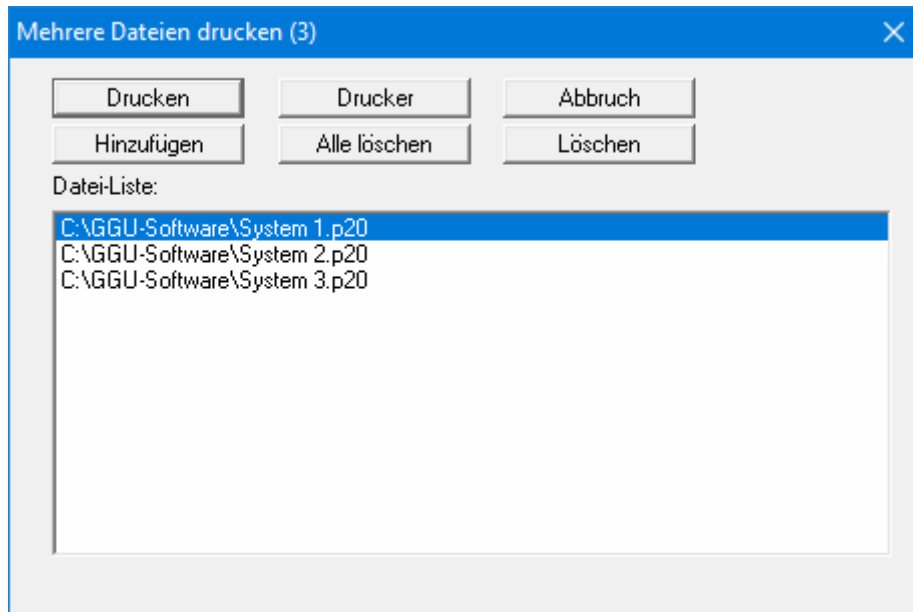 Mehrere Dateien drucken (3)
Drucken Drucker Abbruch
Hinzufügen Alle löschen Löschen
Datei-Liste:
C:\GGU-Software\System 1.p20
C:\GGU-Software\System 2.p20
C:\GGU-Software\System 3.p20